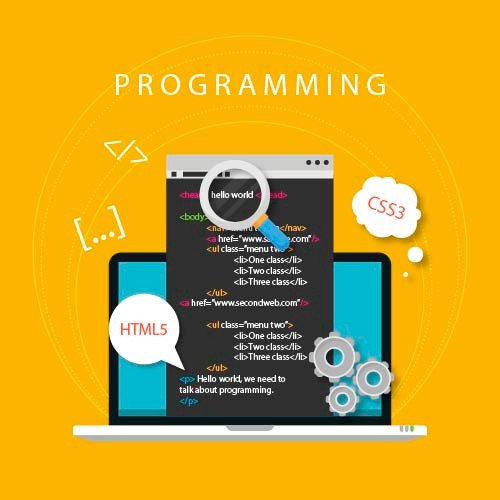 PROGRAMMING
</>
[...]
CSS3
HTML5
hello world
<body>
<a href="www.
<ul class="menu
<li>One class</li>
<li>Two class</li>
<li>Three class</li>
</ul>
<a href="www.secondweb.com"/>
<ul class="menu two">
<li>One class</li>
<li>Two class</li>
<li>Three class</li>
</ul>
<p> Hello world, we need to
talk about programming.
</p>